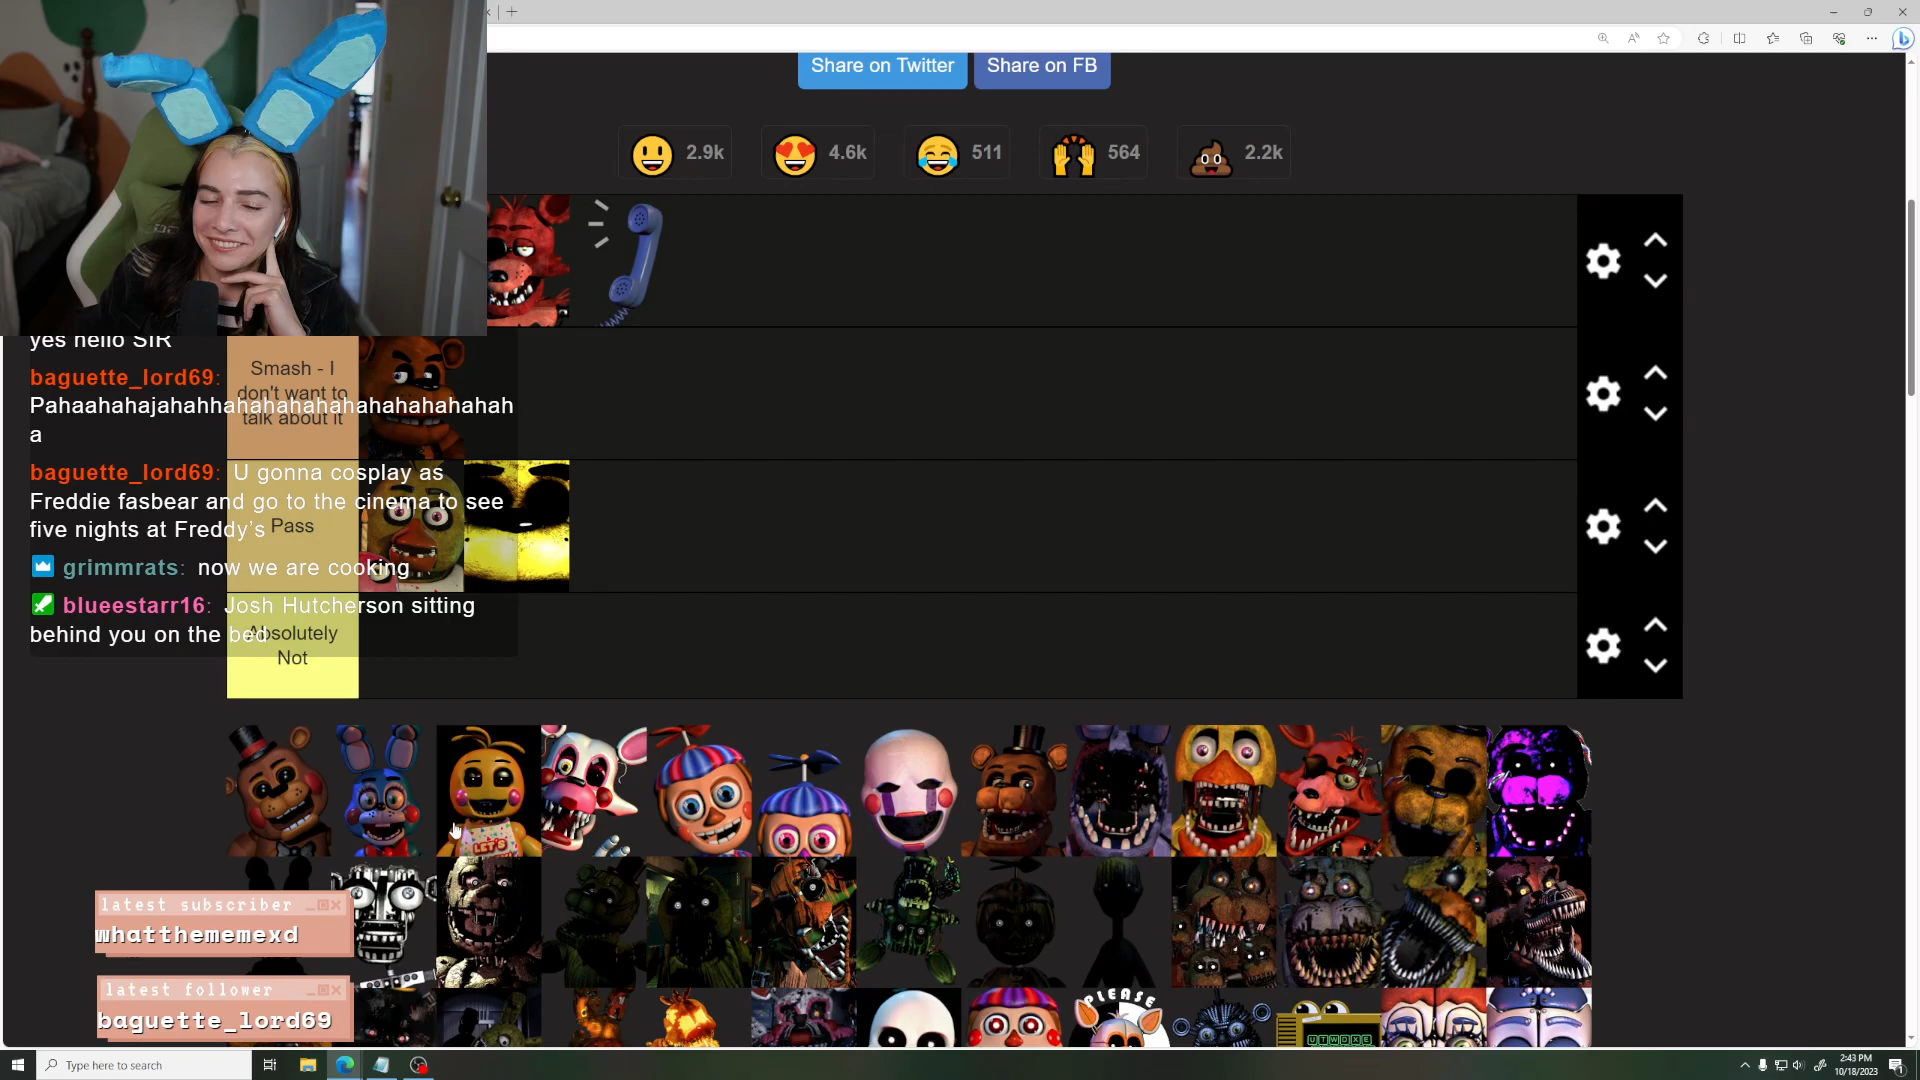 Share on Twitter
Share on FB
2.9k
4.6k
511
564
2.2k
yes hello SIR
baguette_lord69:
Pahaahahajahahhahahahahahahahahahahah
a
baguette_lord69: U gonna cosplay as
Freddie fasbear and go to the cinema to see
five nights at Freddy's
grimmrats: now we are cooking
blueestarr16: Josh Hutcherson sitting
behind you on the bed
Smash - I
don't want to
talk about it
Pass
Absolutely
Not
LET'S
PLEASE
latest subscriber
whatthememexd
latest follower
baguette_lord69
Type here to search
2:43 PM
10/18/2023